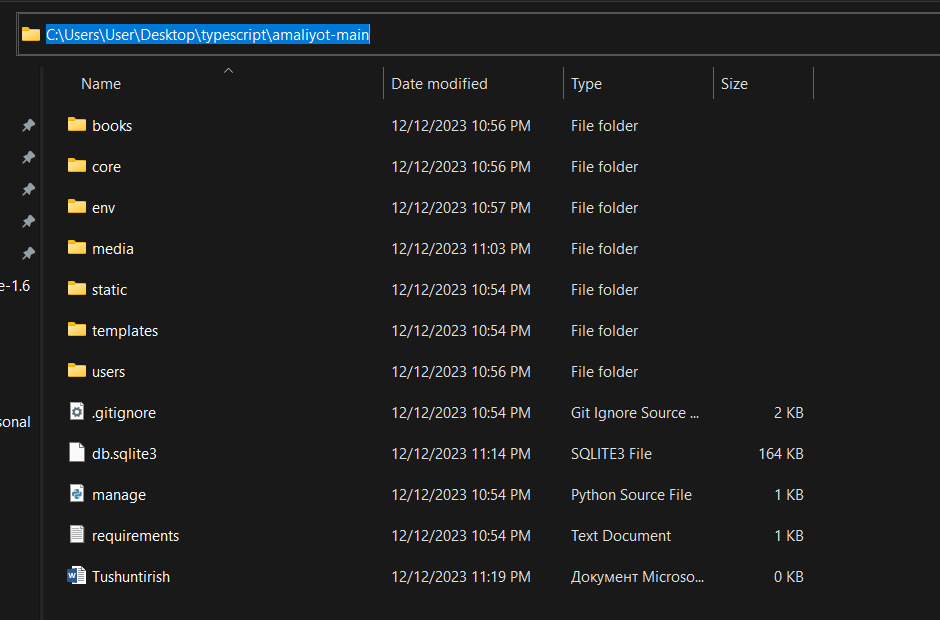 C:\Users\User\Desktop\typescript\amaliyot-main
Name Date modified Type Size
books 12/12/2023 10:56 PM File folder
core 12/12/2023 10:56 PM File folder
env 12/12/2023 10:57 PM File folder
media 12/12/2023 11:03 PM File folder
e-1.6
static 12/12/2023 10:54 PM File folder
templates 12/12/2023 10:54 PM File folder
users 12/12/2023 10:56 PM File folder
.gitignore 12/12/2023 10:54 PM Git Ignore Source ... 2 KB
sonal
db.sqlite3 12/12/2023 11:14 PM SQLITE3 File 164 KB
manage 12/12/2023 10:54 PM Python Source File 1 KB
requirements 12/12/2023 10:54 PM Text Document 1 KB
Tushuntirish 12/12/2023 11:19 PM Документ Microso... 0 KB